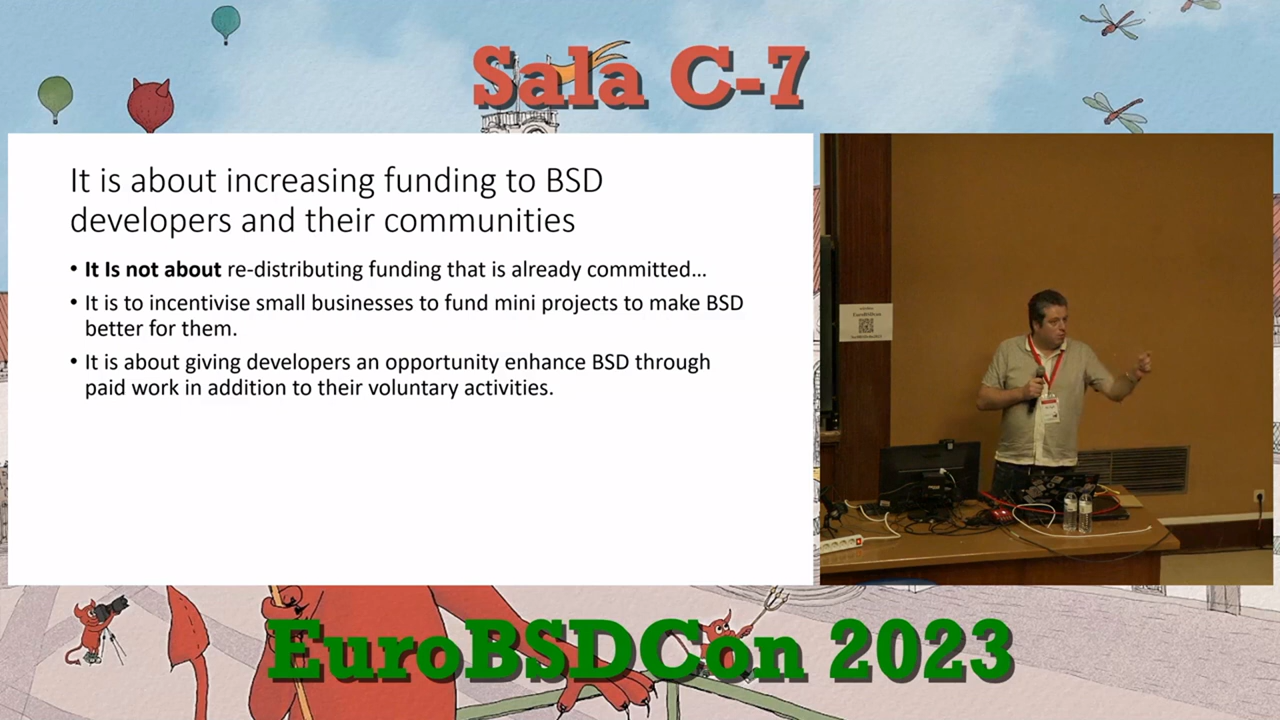 Sala C-7
It is about increasing funding to BSD
developers and their communities
• It Is not about re-distributing funding that is already committed...
• It is to incentivise small businesses to fund mini projects to make BSD
better for them.
• It is about giving developers an opportunity enhance BSD through
paid work in addition to their voluntary activities.
EuroBSDcon
EuroBSDCon 2023